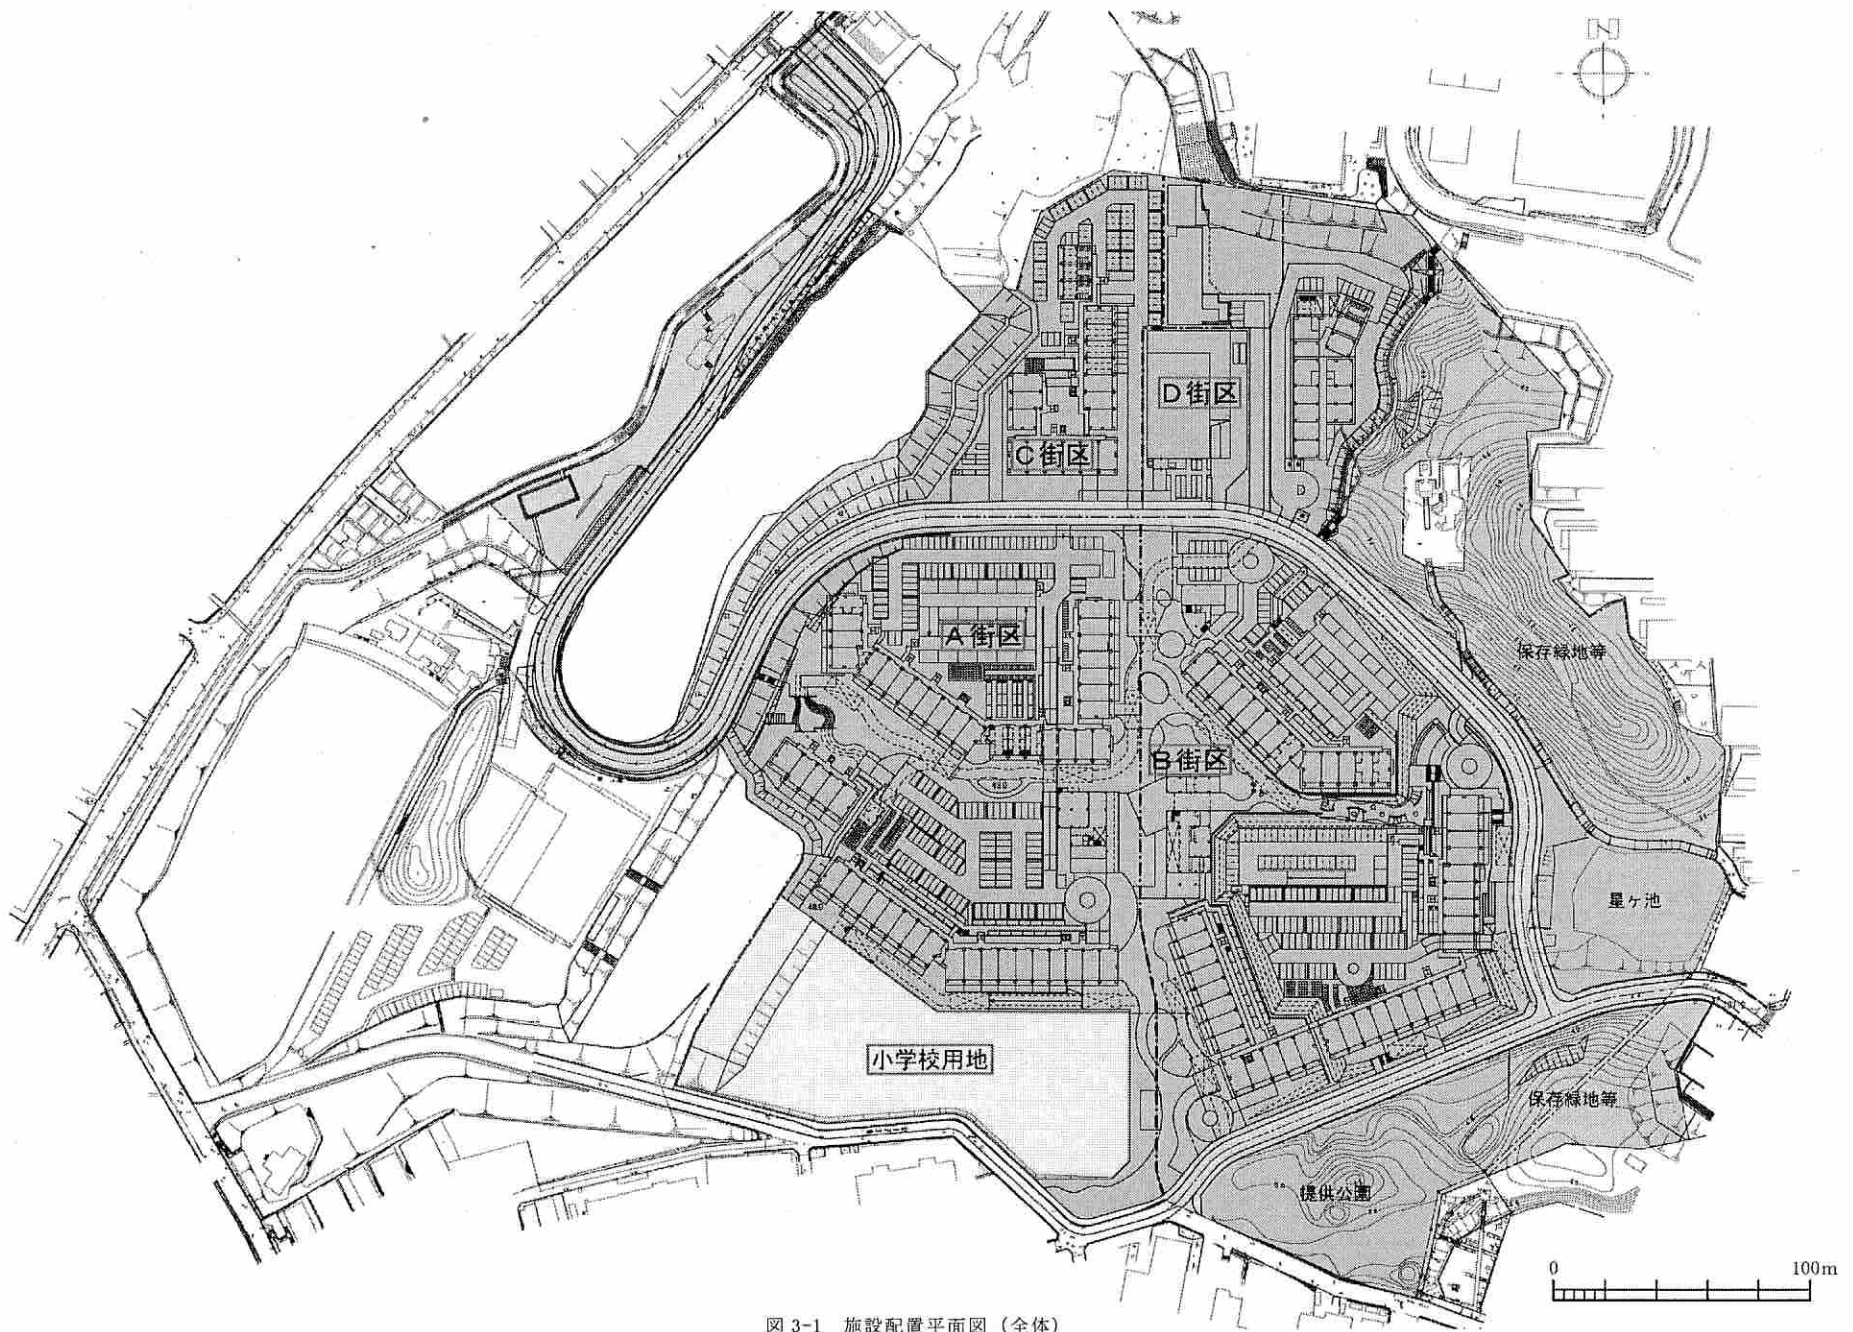 N
D街区
C街区
D
A街区
保存緑地等
B街区
星ヶ池
小学校用地
保存緑地等
提供公園
0 100m
図 3-1 施設配置平面図 (全体)